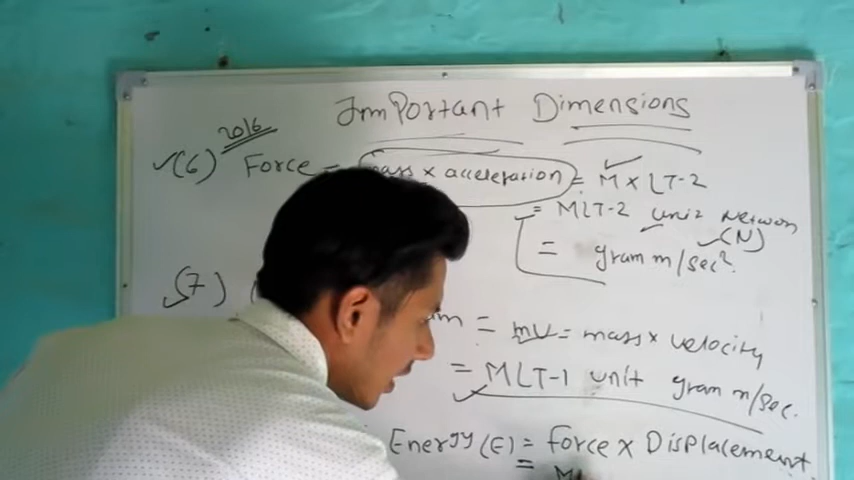 Important Dimensions
2016
(6) Force = mass x acceleration = M x LT-2
= MLT-2 unit Netwon (N)
= gram m/sec².
(7)
= mv = mass x velocity
= MLT-1 unit gram m/sec.
Energy (E) = Force x Displacement
= M